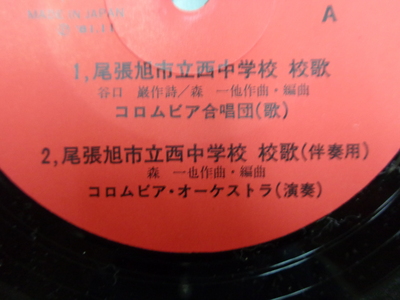 MADE IN JAPAN
A
1,尾張旭市立西中学校 校歌
谷口 巌作詩/森 一他作曲・編曲
コロムビア合唱団(歌)
2,尾張旭市立西中学校 校歌(伴奏用)
森 一也作曲・編曲
コロムビア・オーケストラ(演奏)